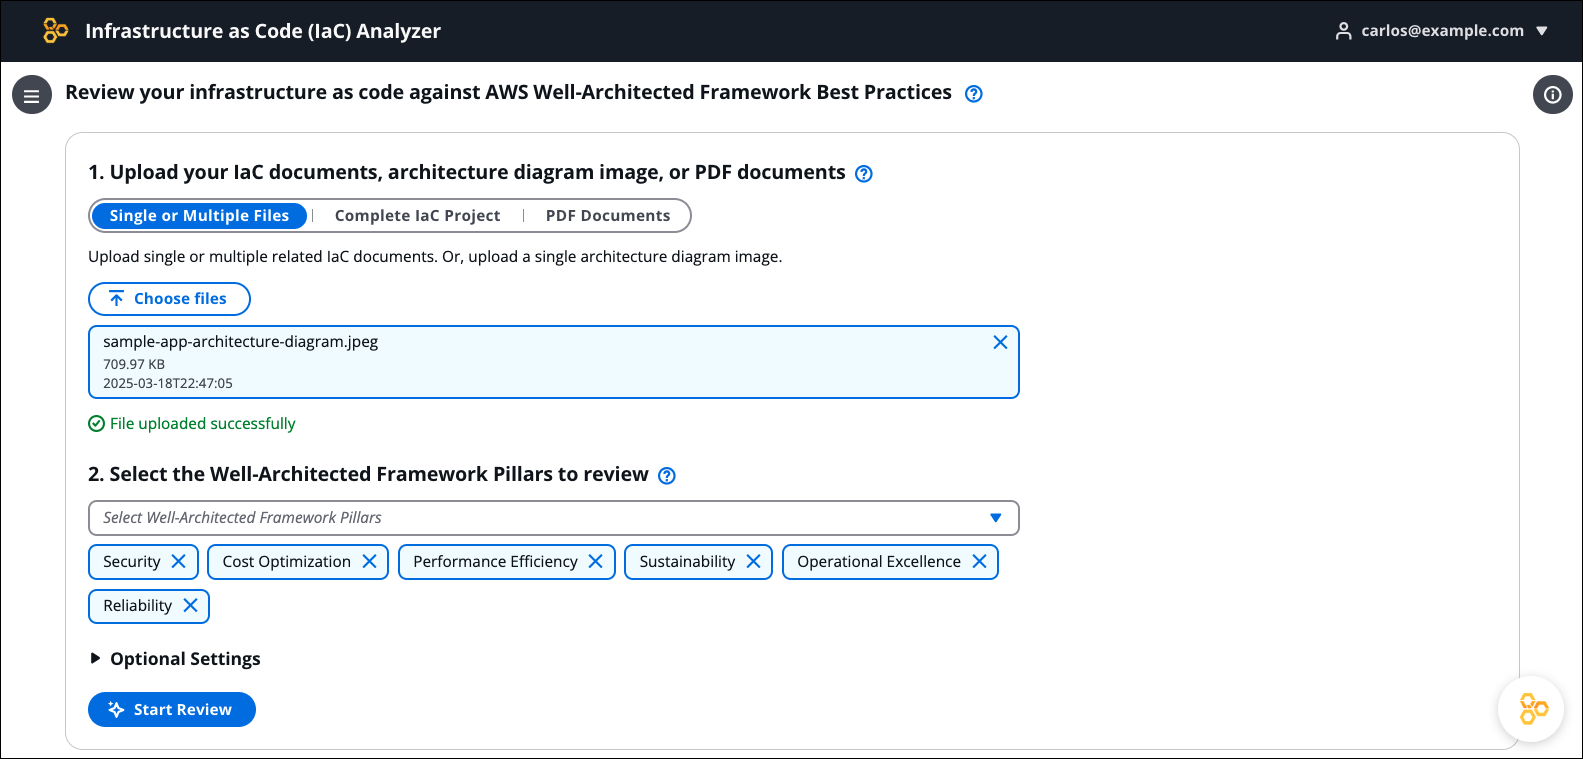 Infrastructure as Code (IaC) Analyzer
carlos@example.com
Review your infrastructure as code against AWS Well-Architected Framework Best Practices
1. Upload your IaC documents, architecture diagram image, or PDF documents
Single or Multiple Files | Complete IaC Project | PDF Documents
Upload single or multiple related IaC documents. Or, upload a single architecture diagram image.
Choose files
sample-app-architecture-diagram.jpeg
709.97 KB
2025-03-18T22:47:05
File uploaded successfully
2. Select the Well-Architected Framework Pillars to review
Select Well-Architected Framework Pillars
Security Cost Optimization Performance Efficiency Sustainability Operational Excellence
Reliability
Optional Settings
Start Review